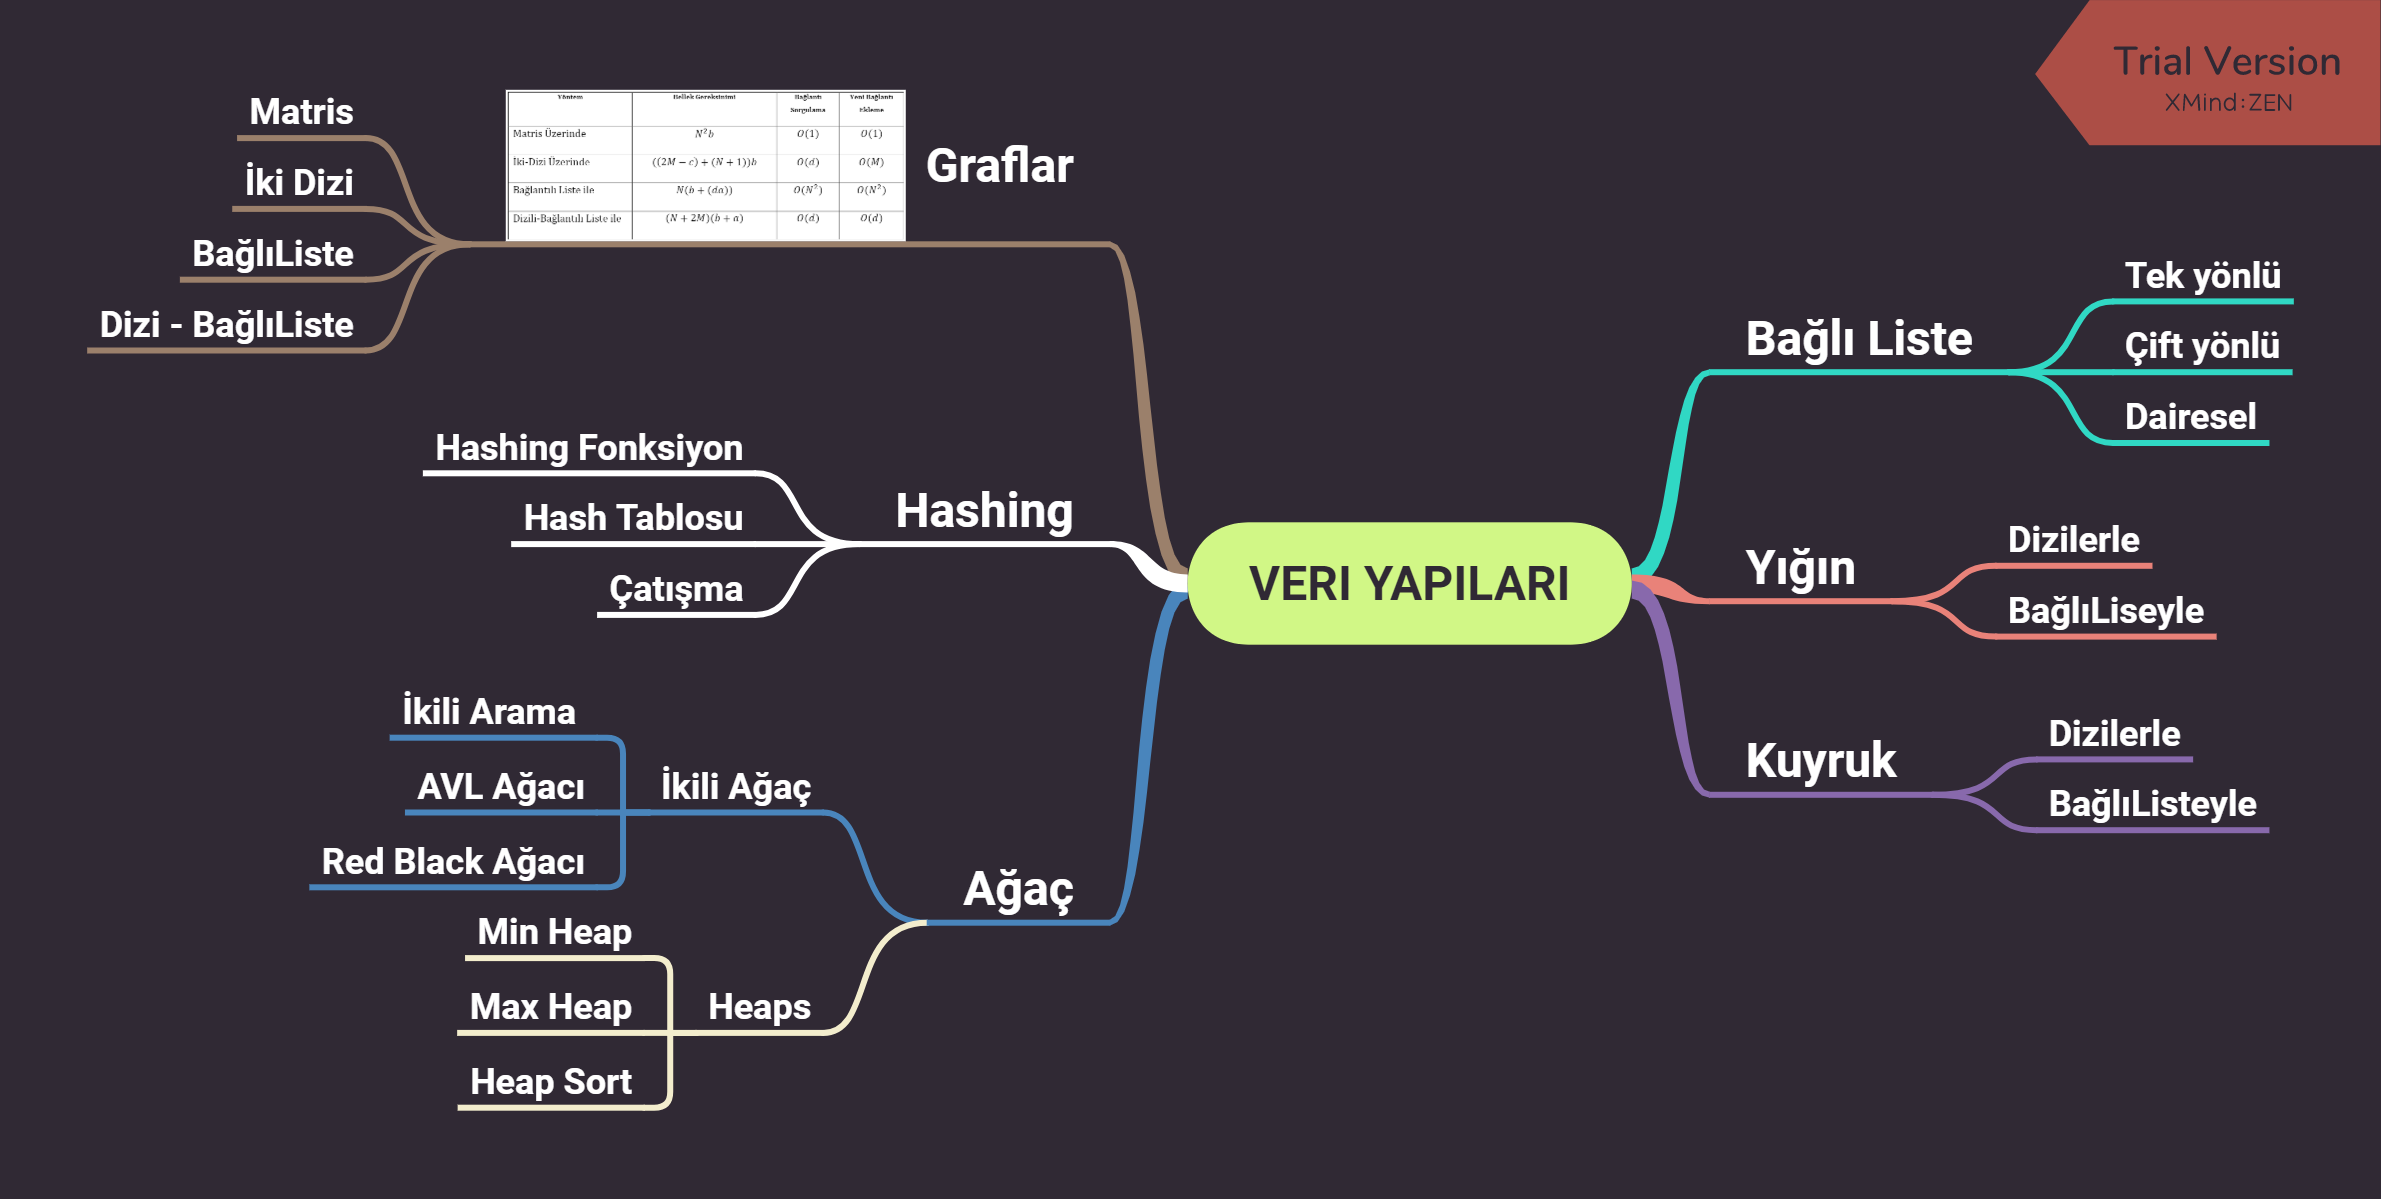 Trial Version
XMind:ZEN
VERI YAPILARI
Graflar
Yöntem Bellek Gereksinimi Bağlantı Sorgulama Yeni Bağlantı Ekleme
Matris Üzerinde N²b O(1) O(1)
İki-Dizi Üzerinde ((2M − c) + (N + 1))b O(d) O(M)
Bağlantılı Liste ile N(b + (da)) O(N²) O(N²)
Dizili-Bağlantılı Liste ile (N + 2M)(b + a) O(d) O(d)
Matris
İki Dizi
BağlıListe
Dizi - BağlıListe
Hashing
Hashing Fonksiyon
Hash Tablosu
Çatışma
Ağaç
İkili Ağaç
İkili Arama
AVL Ağacı
Red Black Ağacı
Heaps
Min Heap
Max Heap
Heap Sort
Bağlı Liste
Tek yönlü
Çift yönlü
Dairesel
Yığın
Dizilerle
BağlıLiseyle
Kuyruk
Dizilerle
BağlıListeyle